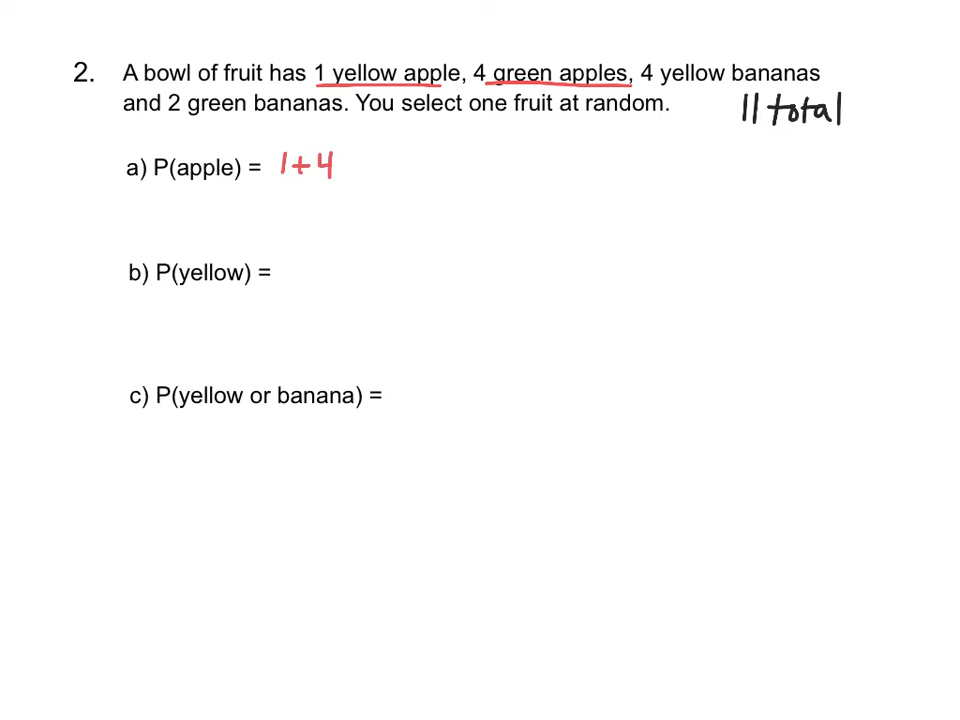 2. A bowl of fruit has 1 yellow apple, 4 green apples, 4 yellow bananas
and 2 green bananas. You select one fruit at random. 11 total
a) P(apple) = 1+4
b) P(yellow) =
c) P(yellow or banana) =